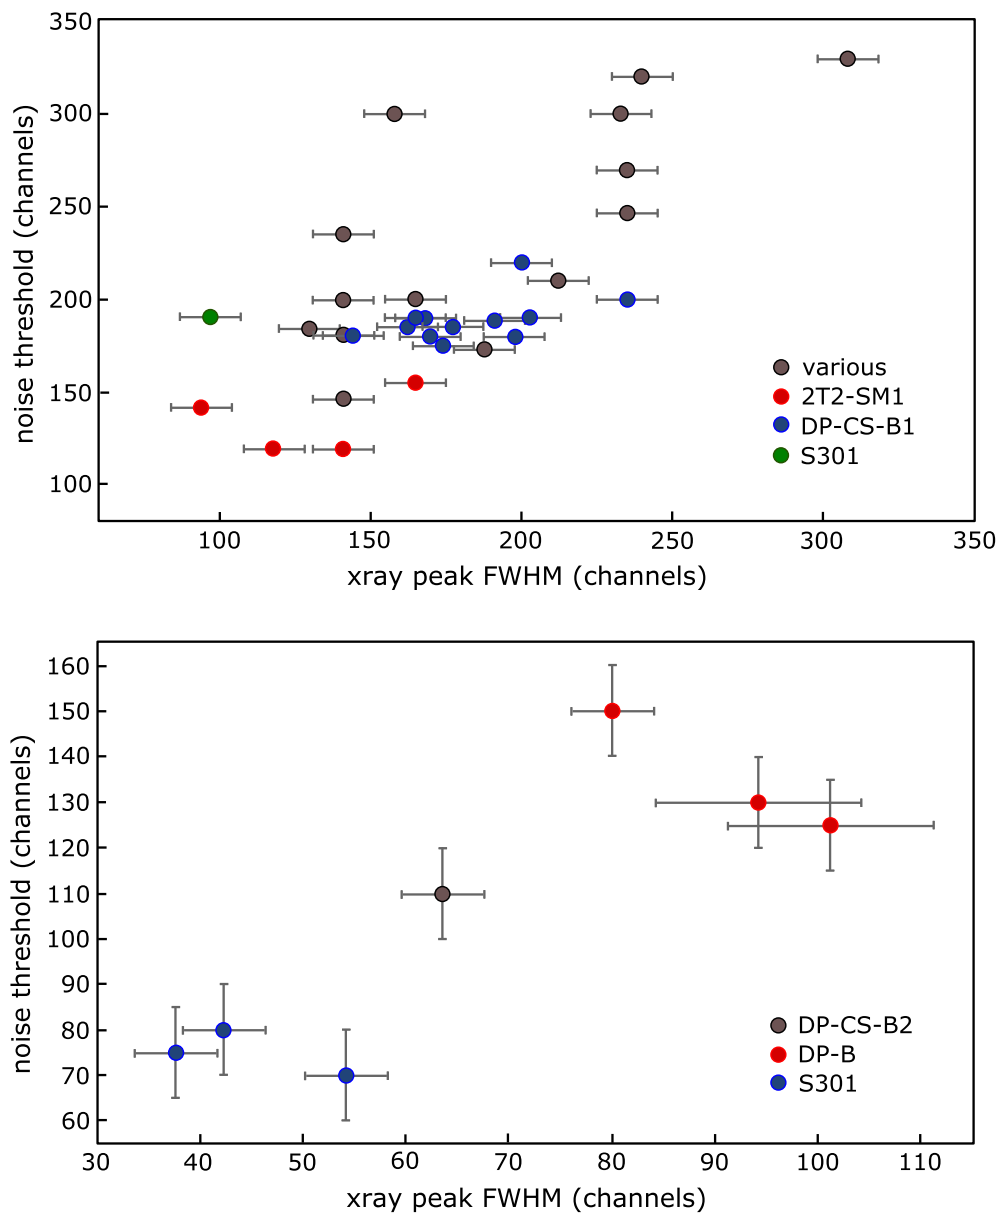 350
300
250
200
150
100
noise threshold (channels)
various
2T2-SM1
DP-CS-B1
S301
100 150 200 250 300 350
xray peak FWHM (channels)
160
150
140
130
120
110
100
90
80
70
60
noise threshold (channels)
DP-CS-B2
DP-B
S301
30 40 50 60 70 80 90 100 110
xray peak FWHM (channels)